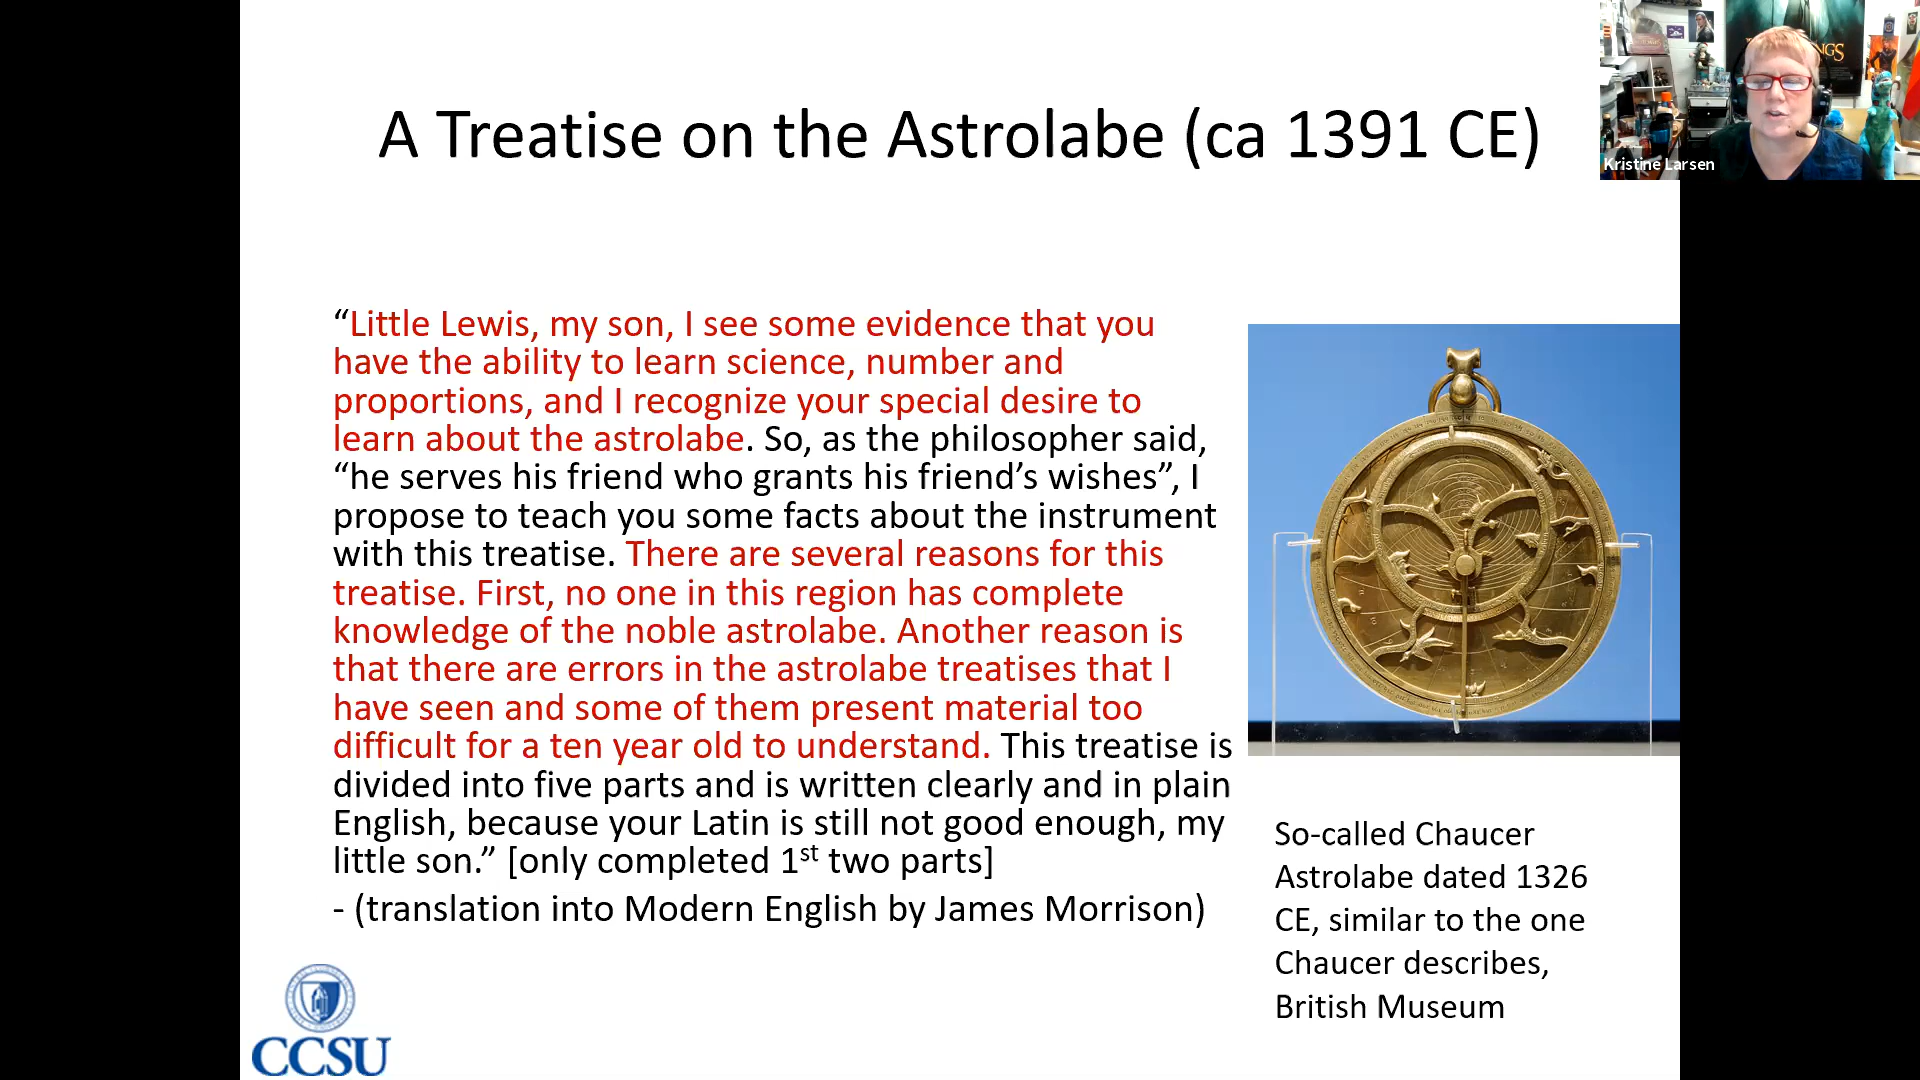 A Treatise on the Astrolabe (ca 1391 CE)
NGS
Kristine Larsen
“Little Lewis, my son, I see some evidence that you
have the ability to learn science, number and
proportions, and I recognize your special desire to
learn about the astrolabe. So, as the philosopher said,
“he serves his friend who grants his friend’s wishes”, I
propose to teach you some facts about the instrument
with this treatise. There are several reasons for this
treatise. First, no one in this region has complete
knowledge of the noble astrolabe. Another reason is
that there are errors in the astrolabe treatises that I
have seen and some of them present material too
difficult for a ten year old to understand. This treatise is
divided into five parts and is written clearly and in plain
English, because your Latin is still not good enough, my
little son.” [only completed 1st two parts]
- (translation into Modern English by James Morrison)
So-called Chaucer
Astrolabe dated 1326
CE, similar to the one
Chaucer describes,
British Museum
CCSU